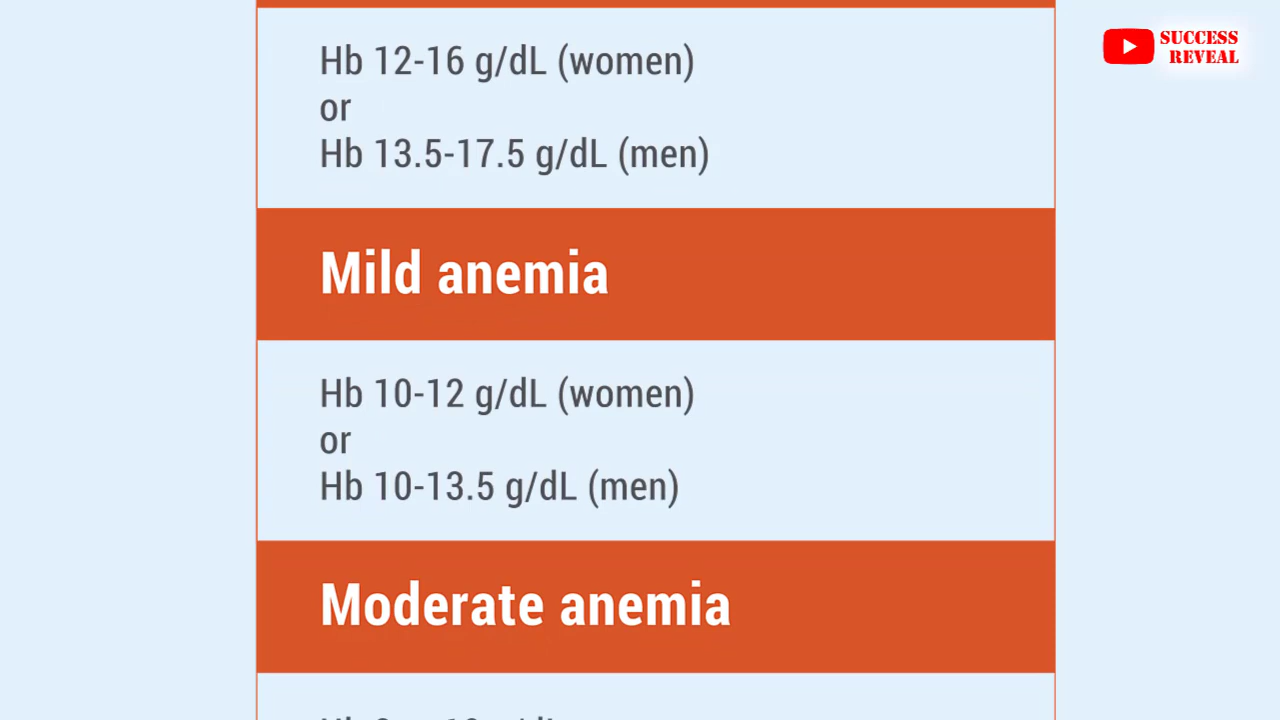 SUCCESS
REVEAL
Hb 12-16 g/dL (women)
or
Hb 13.5-17.5 g/dL (men)
Mild anemia
Hb 10-12 g/dL (women)
or
Hb 10-13.5 g/dL (men)
Moderate anemia